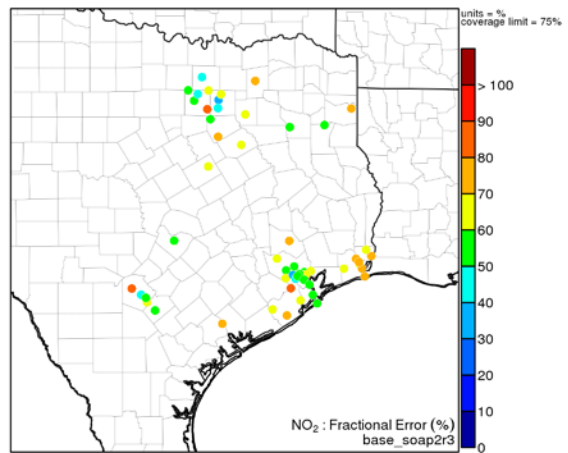 units = %
coverage limit = 75%
> 100
90
80
70
60
50
40
30
20
10
0
NO₂ : Fractional Error (%)
base_soap2r3